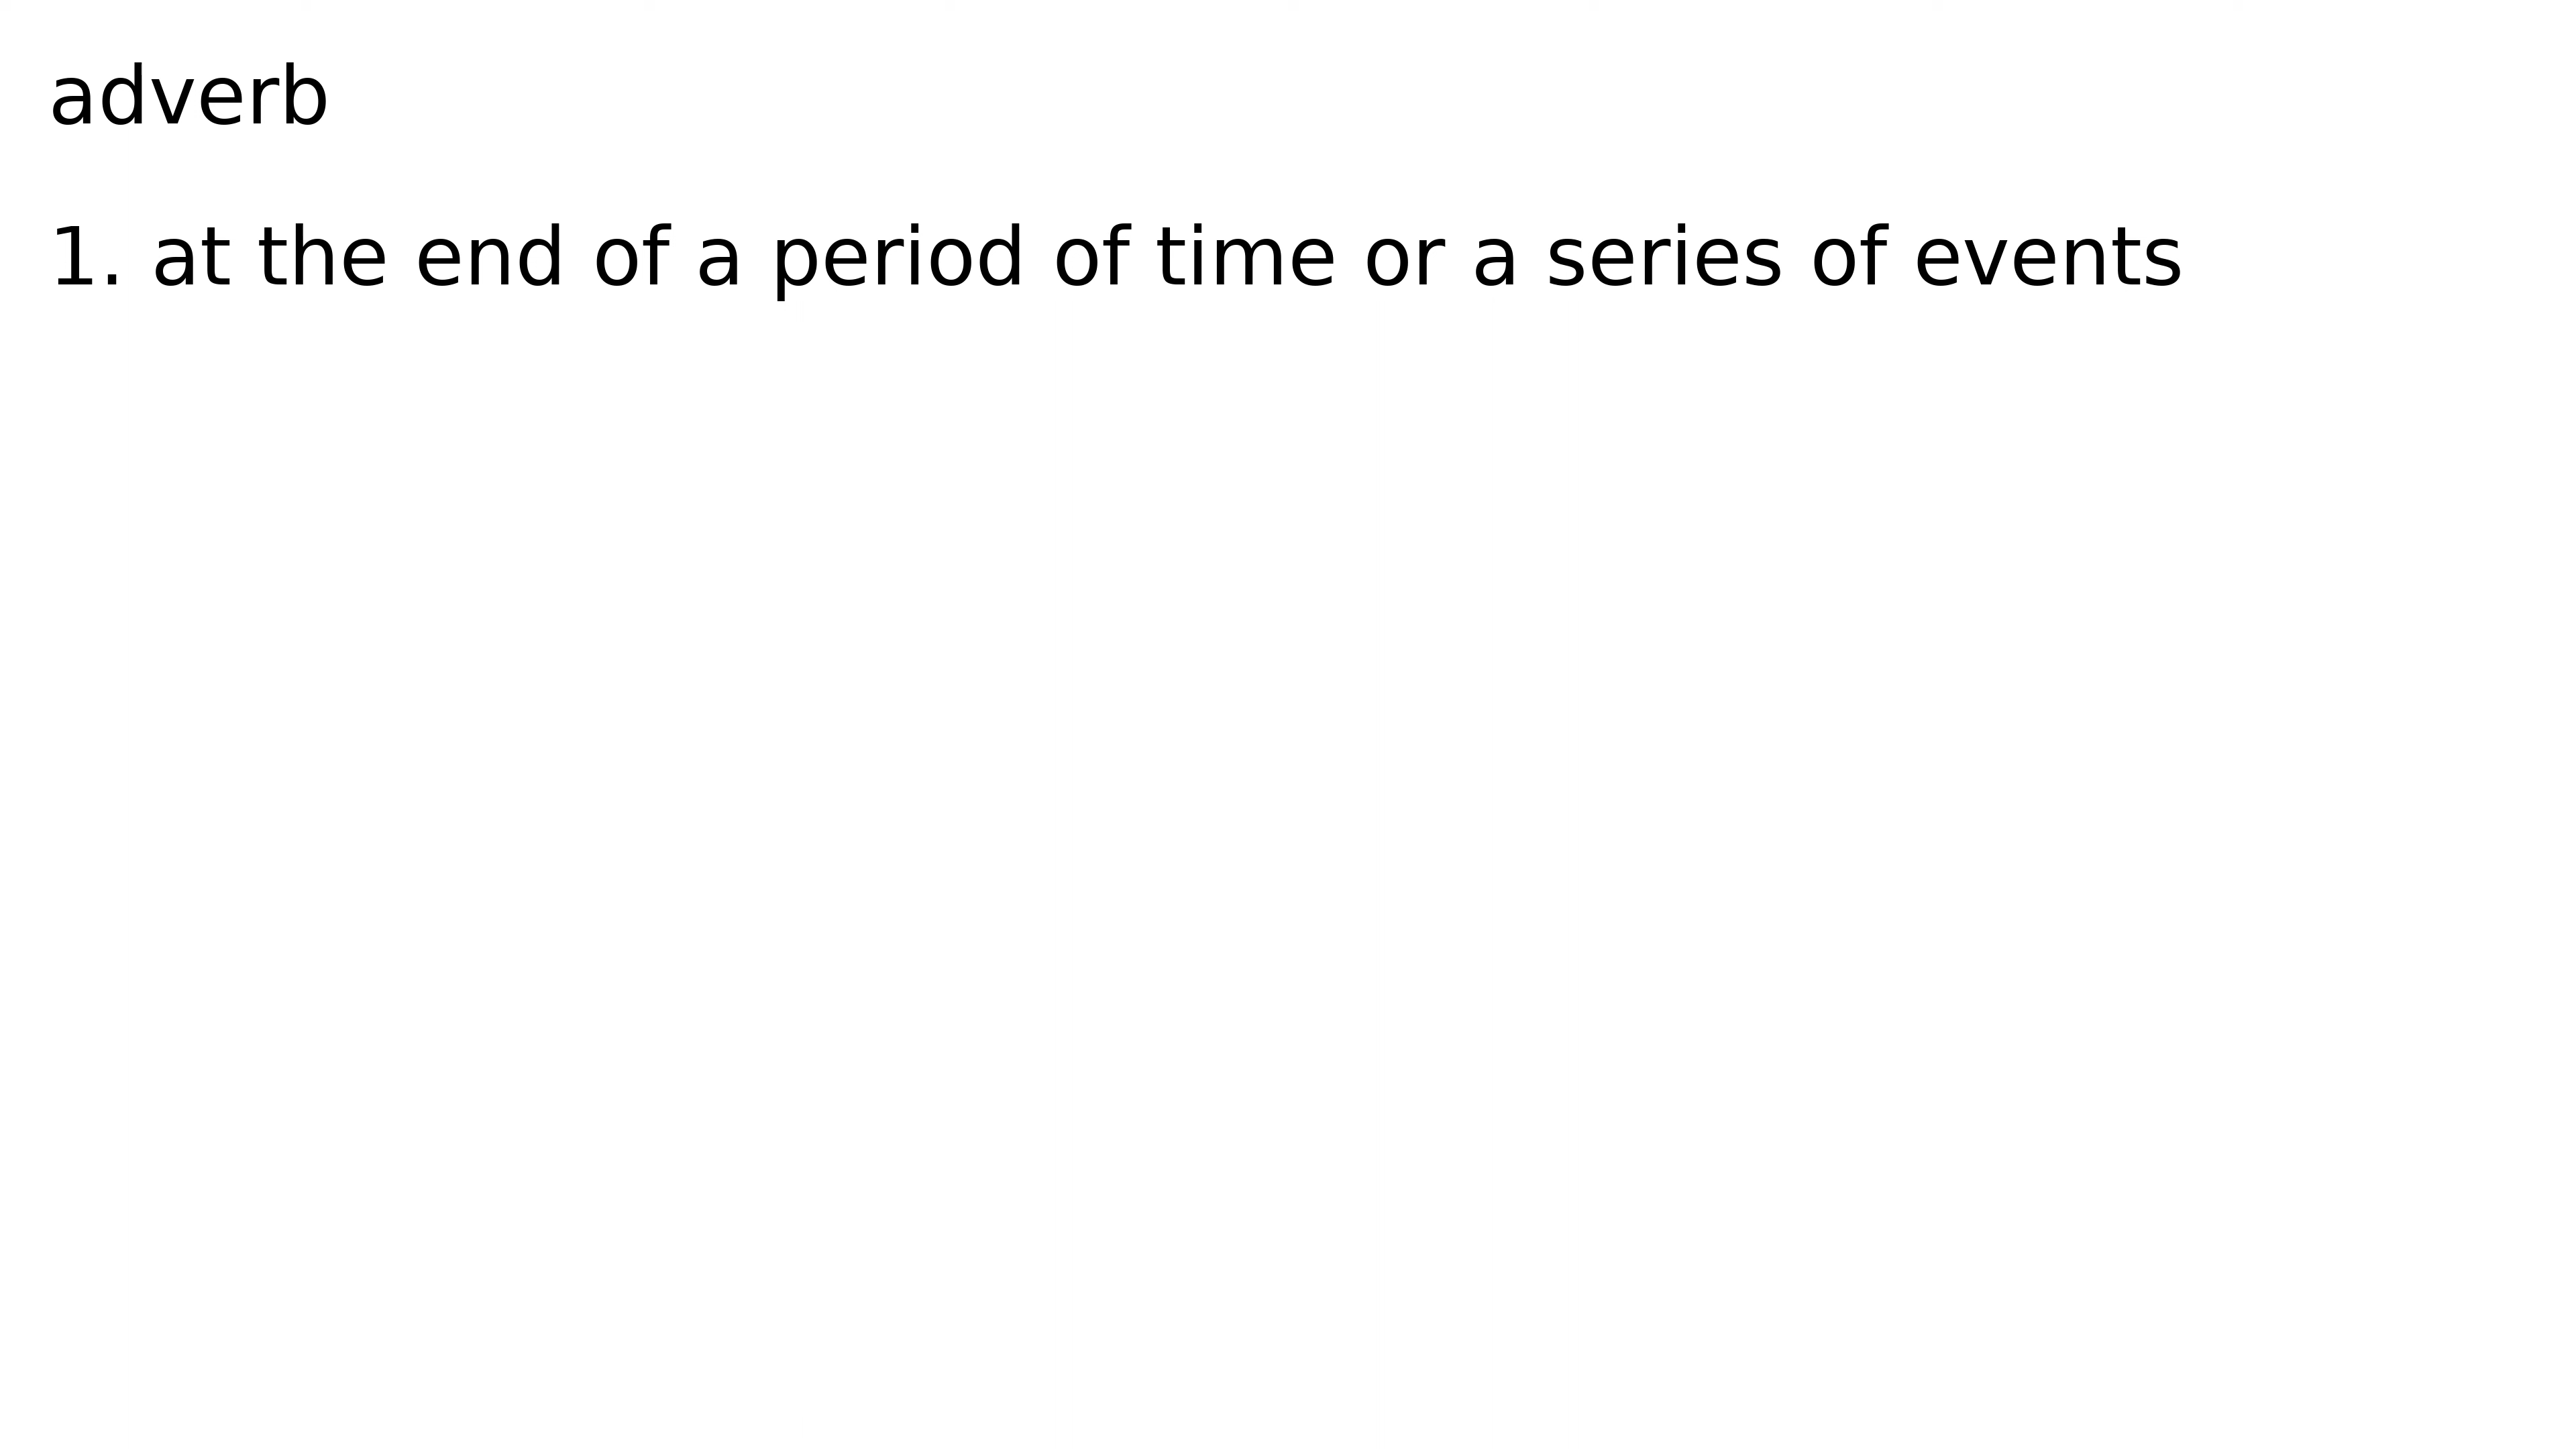 adverb
1. at the end of a period of time or a series of events